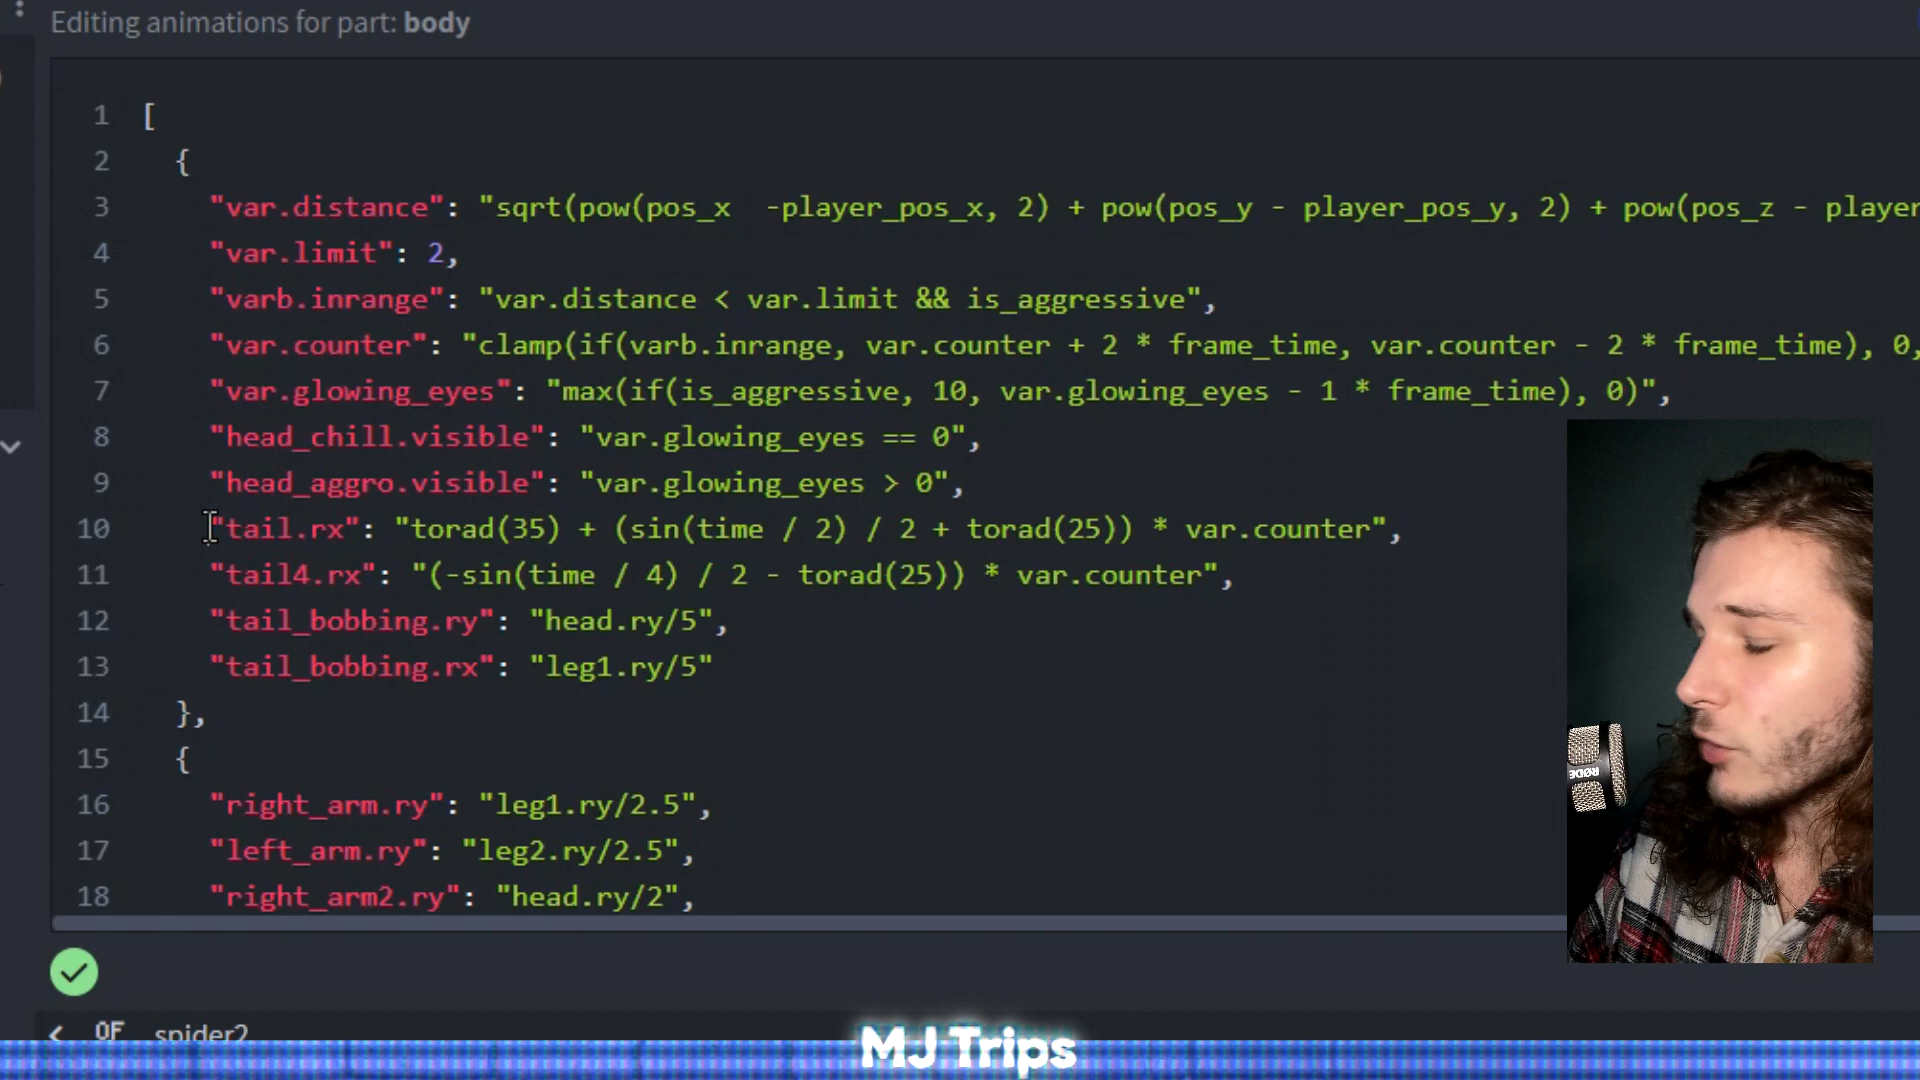 Editing animations for part: body
1 [
2 {
3 "var.distance": "sqrt(pow(pos_x  -player_pos_x, 2) + pow(pos_y - player_pos_y, 2) + pow(pos_z - player
4 "var.limit": 2,
5 "varb.inrange": "var.distance < var.limit && is_aggressive",
6 "var.counter": "clamp(if(varb.inrange, var.counter + 2 * frame_time, var.counter - 2 * frame_time), 0,
7 "var.glowing_eyes": "max(if(is_aggressive, 10, var.glowing_eyes - 1 * frame_time), 0)",
8 "head_chill.visible": "var.glowing_eyes == 0",
9 "head_aggro.visible": "var.glowing_eyes > 0",
10 "tail.rx": "torad(35) + (sin(time / 2) / 2 + torad(25)) * var.counter",
11 "tail4.rx": "(-sin(time / 4) / 2 - torad(25)) * var.counter",
12 "tail_bobbing.ry": "head.ry/5",
13 "tail_bobbing.rx": "leg1.ry/5"
14 },
15 {
16 "right_arm.ry": "leg1.ry/2.5",
17 "left_arm.ry": "leg2.ry/2.5",
18 "right_arm2.ry": "head.ry/2",
RØDE
< OF spider2
MJ Trips